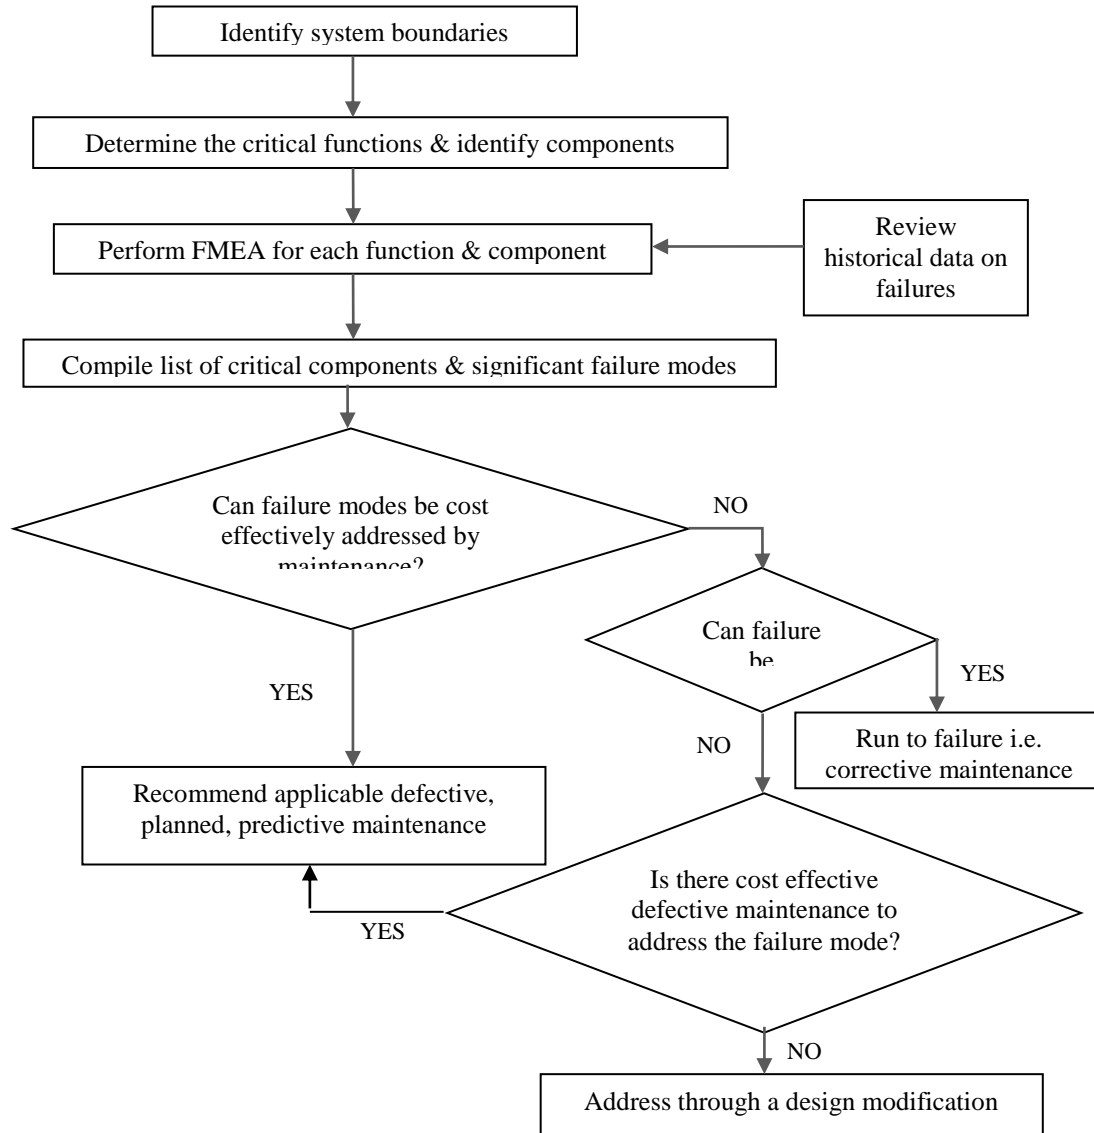 Identify system boundaries
Determine the critical functions & identify components
Perform FMEA for each function & component
Review
historical data on
failures
Compile list of critical components & significant failure modes
Can failure modes be cost
effectively addressed by
maintenance?
NO
Can failure
be
YES
YES
NO
Run to failure i.e.
corrective maintenance
Recommend applicable defective,
planned, predictive maintenance
Is there cost effective
defective maintenance to
address the failure mode?
YES
NO
Address through a design modification